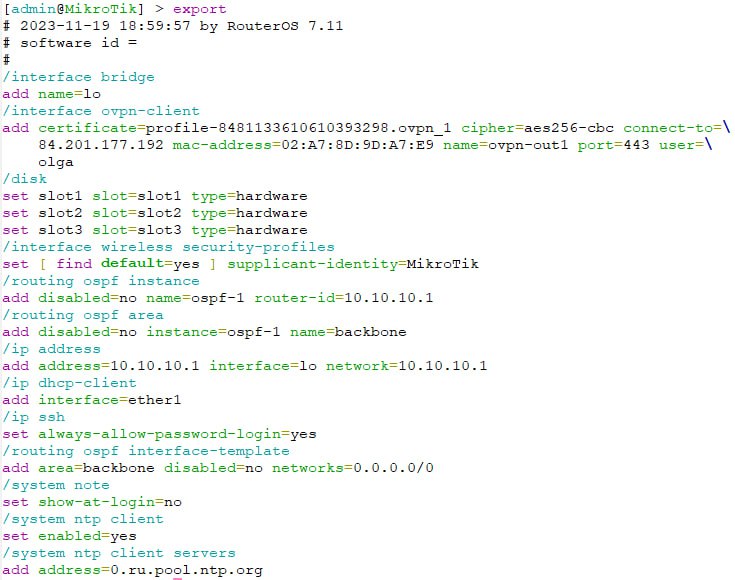 [admin@MikroTik] > export
# 2023-11-19 18:59:57 by RouterOS 7.11
# software id =
#
/interface bridge
add name=lo
/interface ovpn-client
add certificate=profile-8481133610610393298.ovpn_1 cipher=aes256-cbc connect-to=\
    84.201.177.192 mac-address=02:A7:8D:9D:A7:E9 name=ovpn-out1 port=443 user=\
    olga
/disk
set slot1 slot=slot1 type=hardware
set slot2 slot=slot2 type=hardware
set slot3 slot=slot3 type=hardware
/interface wireless security-profiles
set [ find default=yes ] supplicant-identity=MikroTik
/routing ospf instance
add disabled=no name=ospf-1 router-id=10.10.10.1
/routing ospf area
add disabled=no instance=ospf-1 name=backbone
/ip address
add address=10.10.10.1 interface=lo network=10.10.10.1
/ip dhcp-client
add interface=ether1
/ip ssh
set always-allow-password-login=yes
/routing ospf interface-template
add area=backbone disabled=no networks=0.0.0.0/0
/system note
set show-at-login=no
/system ntp client
set enabled=yes
/system ntp client servers
add address=0.ru.pool.ntp.org